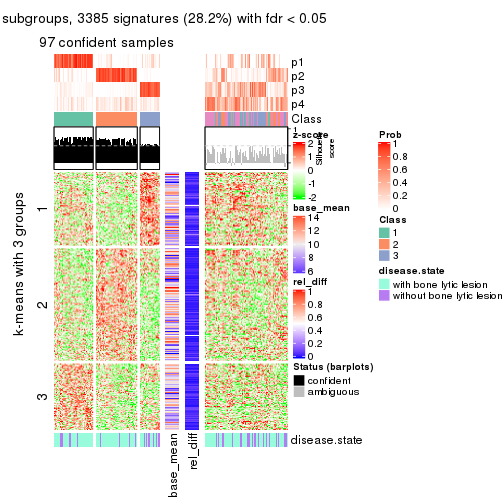 subgroups, 3385 signatures (28.2%) with fdr < 0.05
97 confident samples
p1
p2
p3
p4
Class
1
Silhouette
score
k-means with 3 groups
1
2
3
base_mean
rel_diff
disease.state
z-score
2
1
0
-1
-2
base_mean
14
12
10
8
6
rel_diff
1
0.8
0.6
0.4
0.2
0
Status (barplots)
confident
ambiguous
Prob
1
0.8
0.6
0.4
0.2
0
Class
1
2
3
disease.state
with bone lytic lesion
without bone lytic lesion